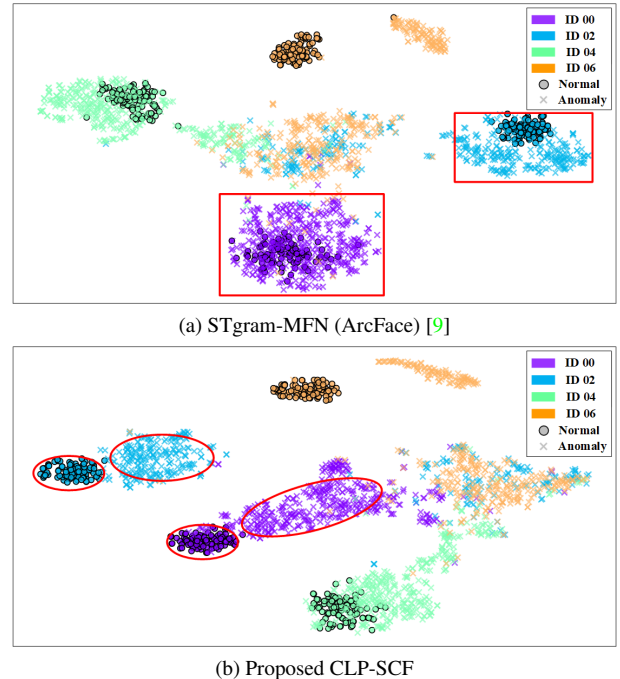 ID 00
ID 02
ID 04
ID 06
Normal
Anomaly
(a) STgram-MFN (ArcFace) [9]
ID 00
ID 02
ID 04
ID 06
Normal
Anomaly
(b) Proposed CLP-SCF